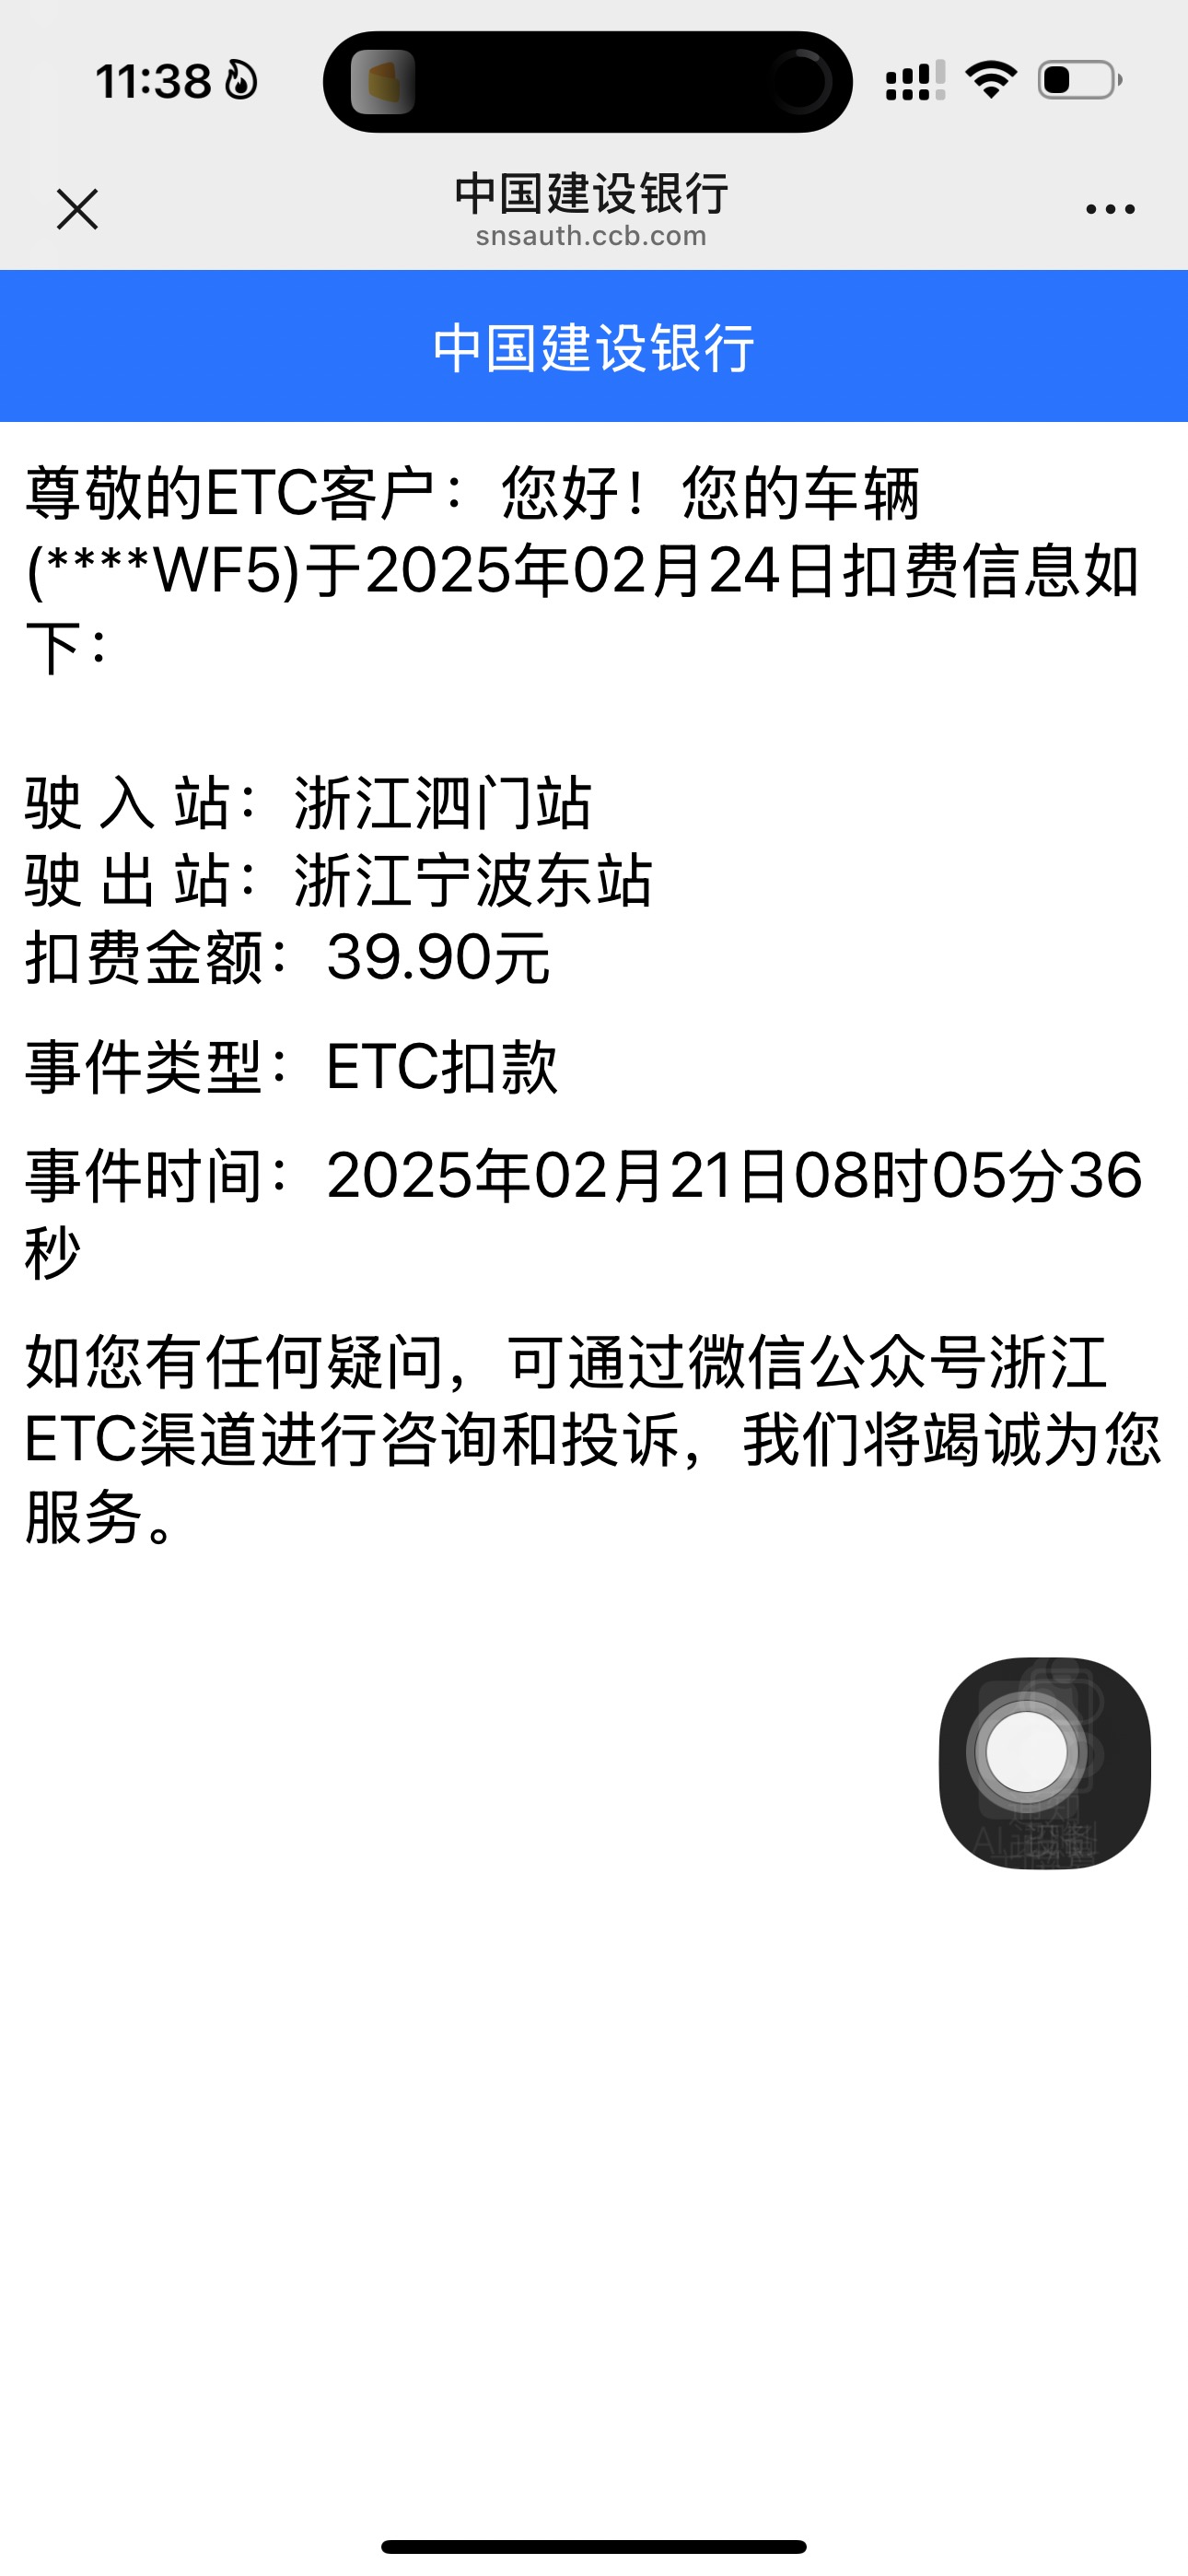 11:38
中国建设银行
snsauth.ccb.com
中国建设银行
尊敬的ETC客户：您好！您的车辆
(****WF5)于2025年02月24日扣费信息如
下：
驶 入 站：浙江泗门站
驶 出 站：浙江宁波东站
扣费金额：39.90元
事件类型：ETC扣款
事件时间：2025年02月21日08时05分36
秒
如您有任何疑问，可通过微信公众号浙江
ETC渠道进行咨询和投诉，我们将竭诚为您
服务。